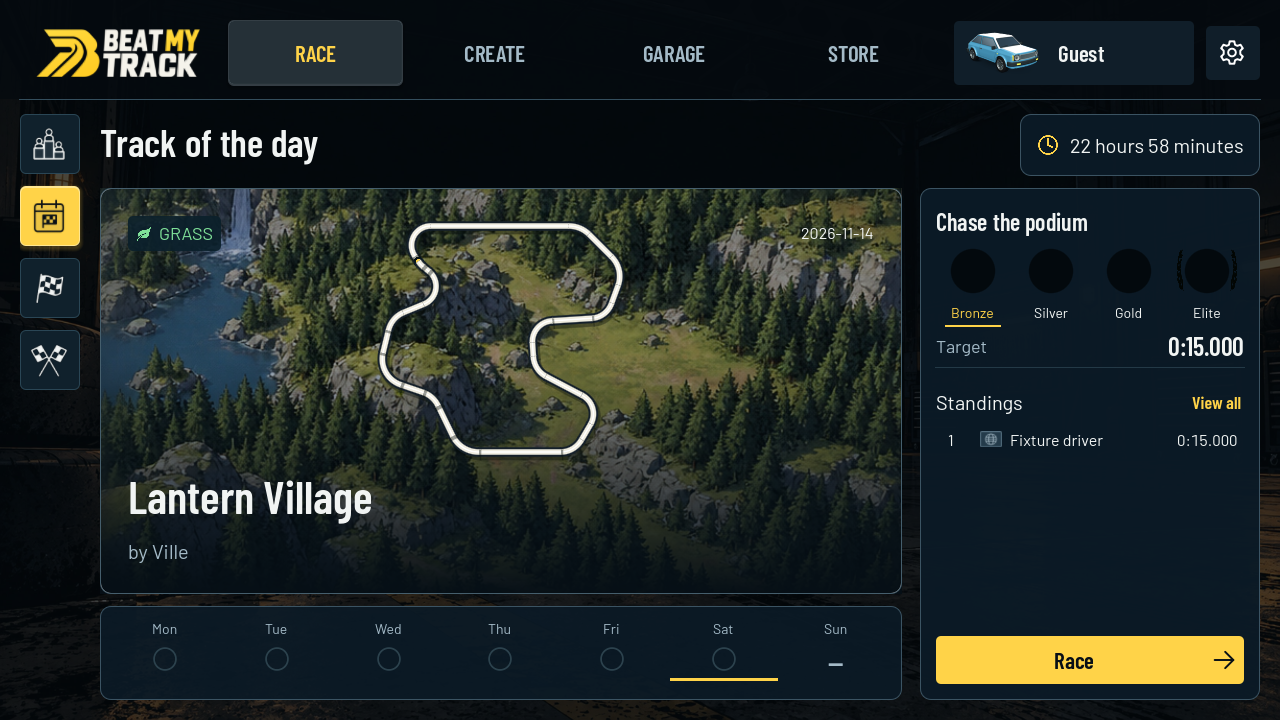 BEATMY
TRACK
RACE
CREATE
GARAGE
STORE
Guest
Track of the day
22 hours 58 minutes
GRASS
2026-11-14
Lantern Village
by Ville
Mon
Tue
Wed
Thu
Fri
Sat
Sun
–
Chase the podium
Bronze
Silver
Gold
Elite
Target
0:15.000
Standings
View all
1
Fixture driver
0:15.000
Race